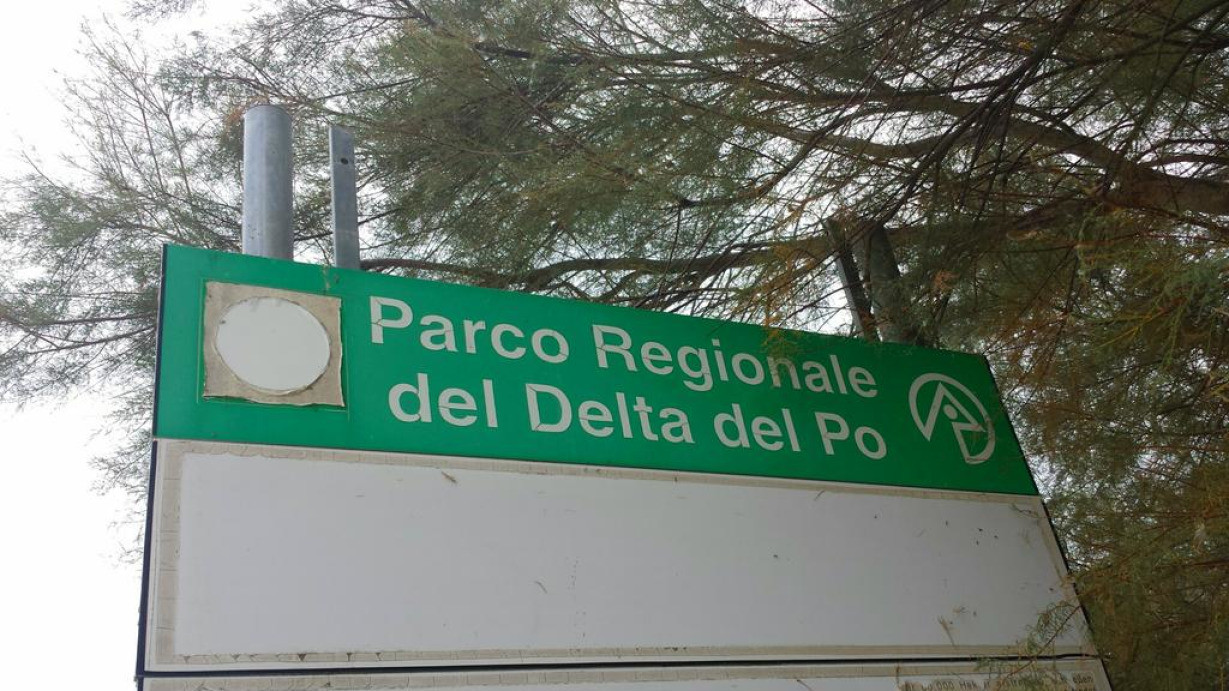 Parco Regionale
del Delta del Po